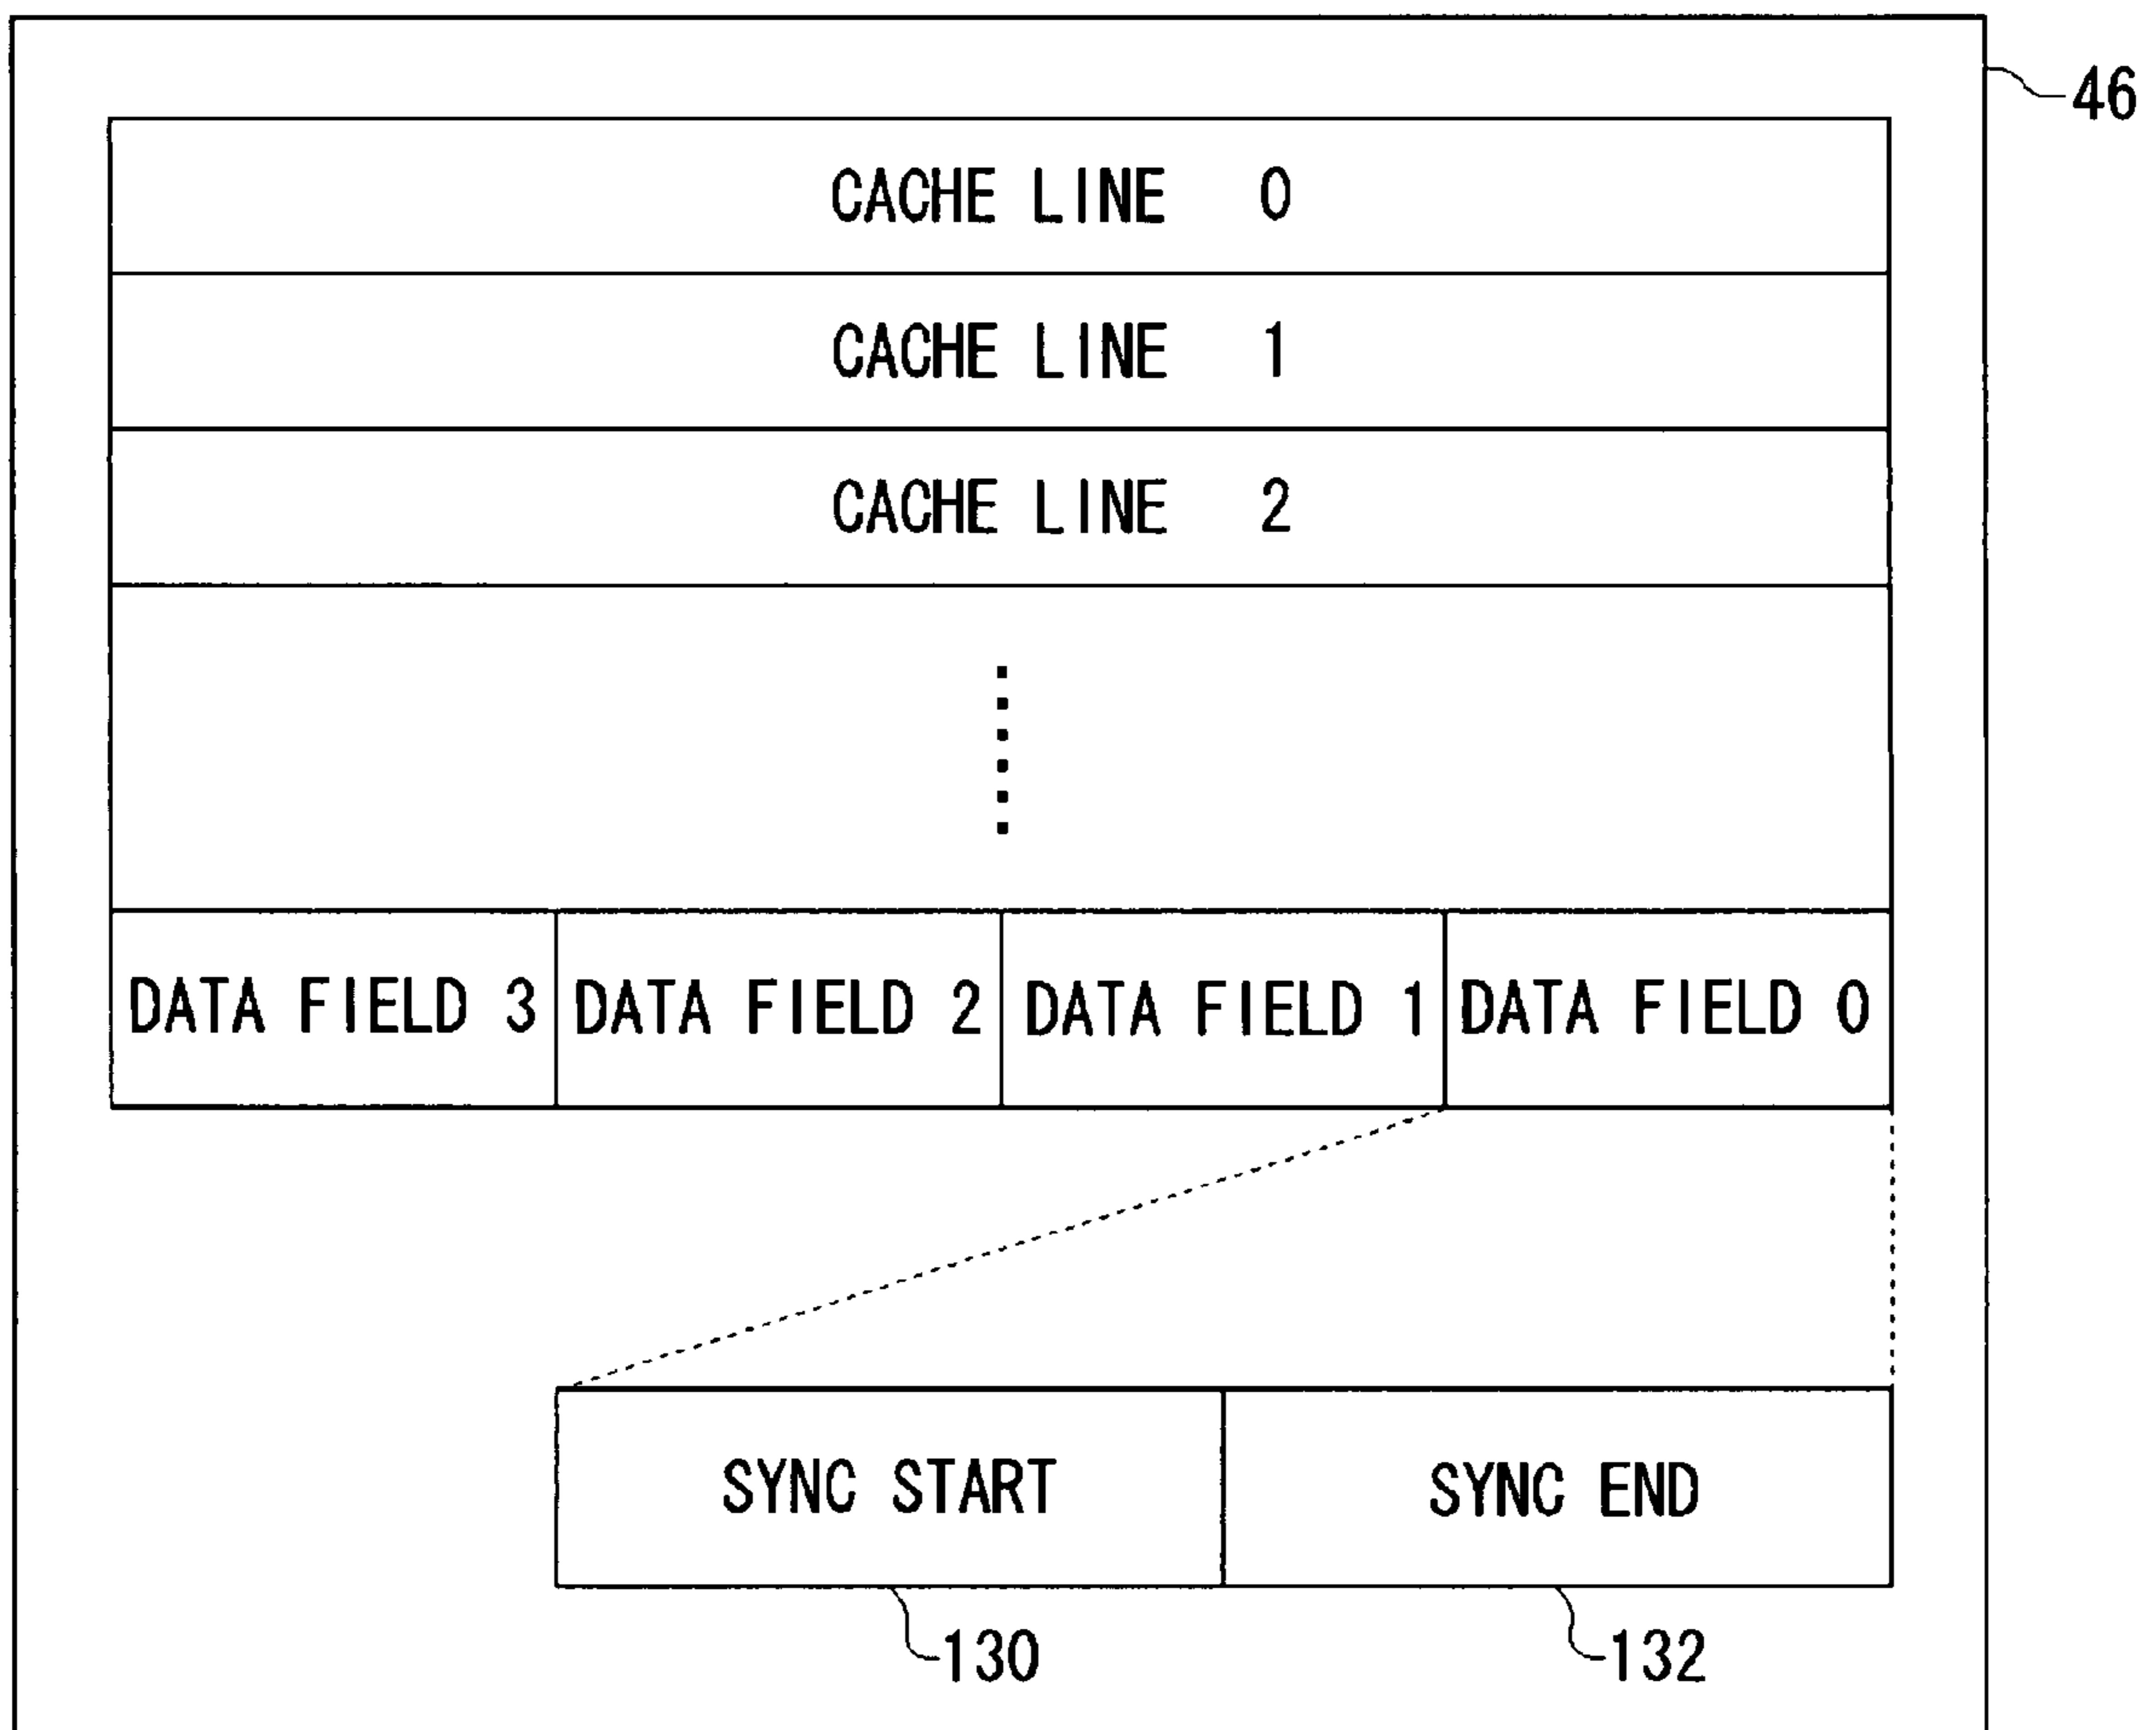 46
CACHE LINE 0
CACHE LINE 1
CACHE LINE 2
DATA FIELD 3 DATA FIELD 2 DATA FIELD 1 DATA FIELD 0
SYNC START SYNC END
130 132